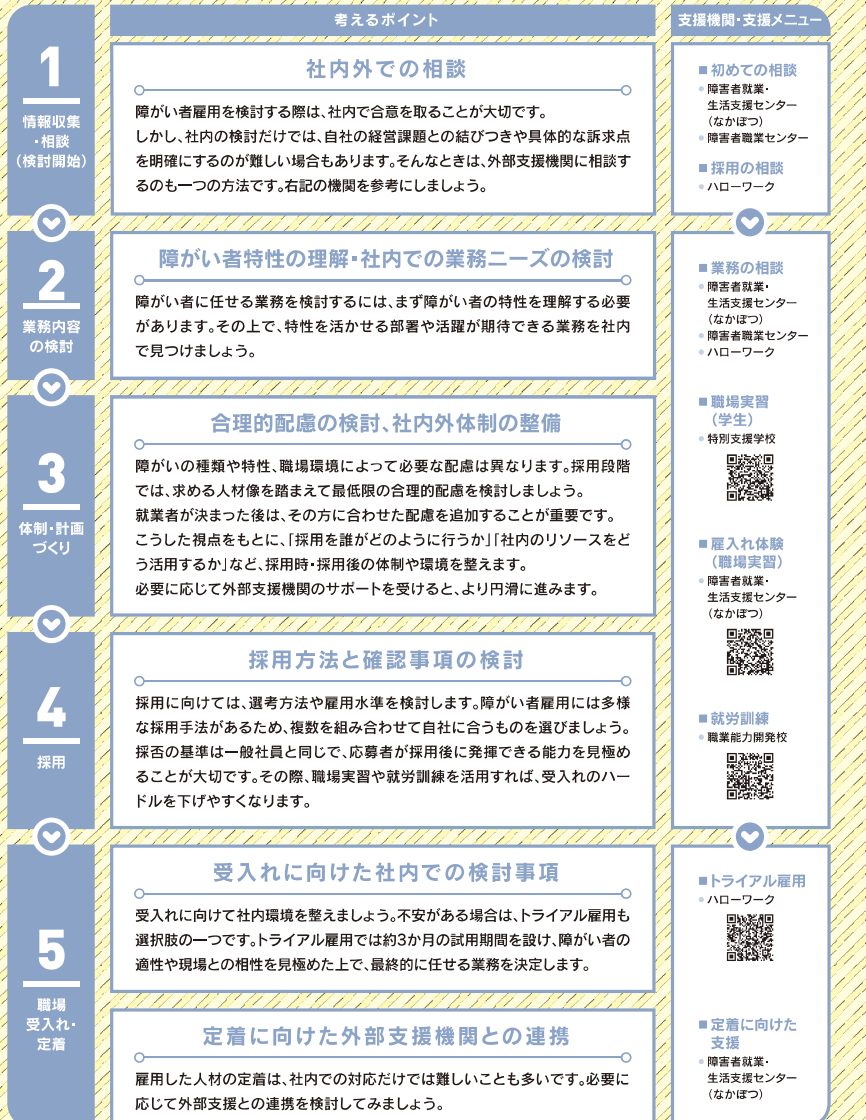 考えるポイント
支援機関・支援メニュー
1
情報収集
・相談
（検討開始）
社内外での相談
障がい者雇用を検討する際は、社内で合意を取ることが大切です。
しかし、社内の検討だけでは、自社の経営課題との結びつきや具体的な訴求点
を明確にするのが難しい場合もあります。そんなときは、外部支援機関に相談す
るのも一つの方法です。右記の機関を参考にしましょう。
■初めての相談
●障害者就業・
生活支援センター
（なかぽつ）
●障害者職業センター
■採用の相談
●ハローワーク
2
業務内容
の検討
障がい者特性の理解・社内での業務ニーズの検討
障がい者に任せる業務を検討するには、まず障がい者の特性を理解する必要
があります。その上で、特性を活かせる部署や活躍が期待できる業務を社内
で見つけましょう。
■業務の相談
●障害者就業・
生活支援センター
（なかぽつ）
●障害者職業センター
●ハローワーク
3
体制・計画
づくり
合理的配慮の検討、社内外体制の整備
障がいの種類や特性、職場環境によって必要な配慮は異なります。採用段階
では、求める人材像を踏まえて最低限の合理的配慮を検討しましょう。
就業者が決まった後は、その方に合わせた配慮を追加することが重要です。
こうした視点をもとに、「採用を誰がどのように行うか」「社内のリソースをど
う活用するか」など、採用時・採用後の体制や環境を整えます。
必要に応じて外部支援機関のサポートを受けると、より円滑に進みます。
■職場実習
（学生）
●特別支援学校
■雇入れ体験
（職場実習）
●障害者就業・
生活支援センター
（なかぽつ）
4
採用
採用方法と確認事項の検討
採用に向けては、選考方法や雇用水準を検討します。障がい者雇用には多様
な採用手法があるため、複数を組み合わせて自社に合うものを選びましょう。
採否の基準は一般社員と同じで、応募者が採用後に発揮できる能力を見極め
ることが大切です。その際、職場実習や就労訓練を活用すれば、受入れのハー
ドルを下げやすくなります。
■就労訓練
●職業能力開発校
5
職場
受入れ・
定着
受入れに向けた社内での検討事項
受入れに向けて社内環境を整えましょう。不安がある場合は、トライアル雇用も
選択肢の一つです。トライアル雇用では約3か月の試用期間を設け、障がい者の
適性や現場との相性を見極めた上で、最終的に任せる業務を決定します。
■トライアル雇用
●ハローワーク
定着に向けた外部支援機関との連携
雇用した人材の定着は、社内での対応だけでは難しいことも多いです。必要に
応じて外部支援との連携を検討してみましょう。
■定着に向けた
支援
●障害者就業・
生活支援センター
（なかぽつ）